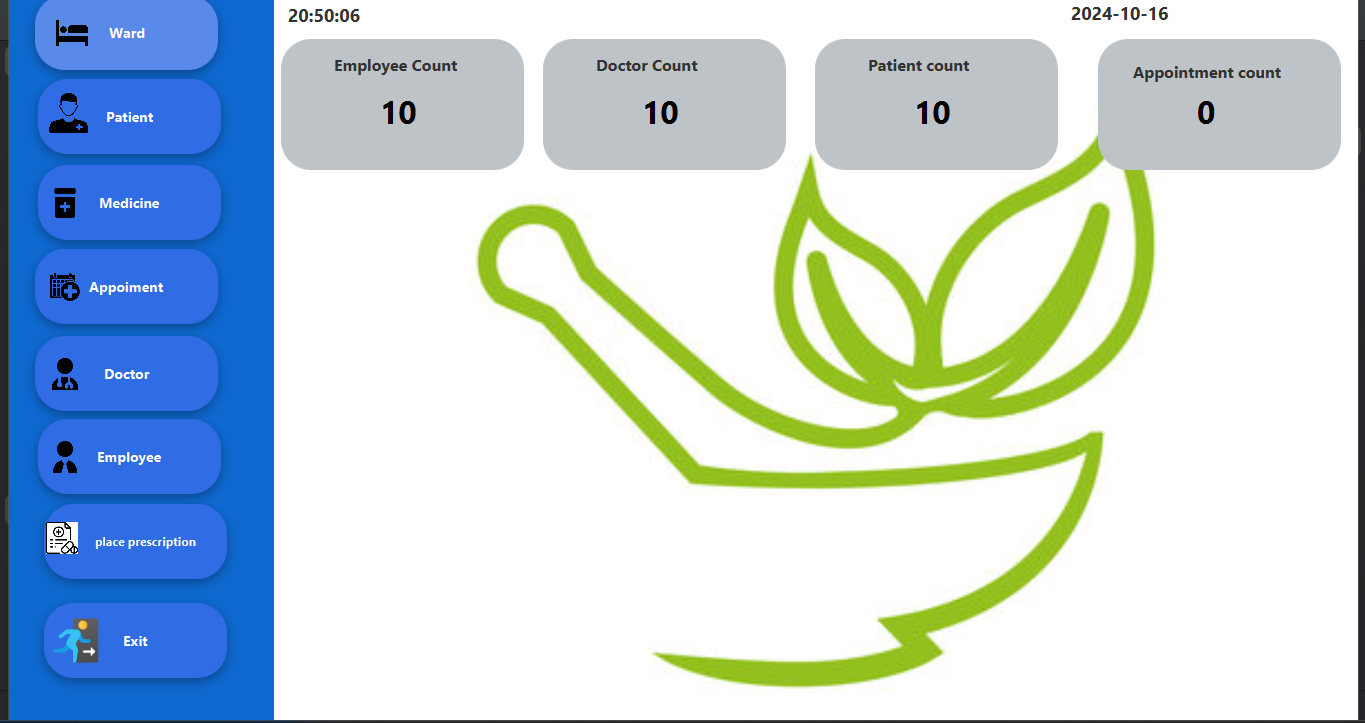 Ward
Patient
Medicine
Appoiment
Doctor
Employee
place prescription
Exit
20:50:06
2024-10-16
Employee Count
10
Doctor Count
10
Patient count
10
Appointment count
0